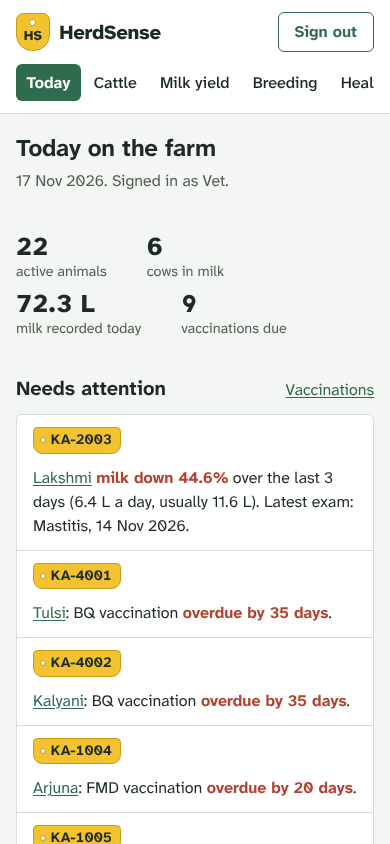 HS HerdSense Sign out
Today Cattle Milk yield Breeding Heal
Today on the farm
17 Nov 2026. Signed in as Vet.
22 6
active animals cows in milk
72.3 L 9
milk recorded today vaccinations due
Needs attention Vaccinations
KA-2003
Lakshmi milk down 44.6% over the last 3
days (6.4 L a day, usually 11.6 L). Latest exam:
Mastitis, 14 Nov 2026.
KA-4001
Tulsi: BQ vaccination overdue by 35 days.
KA-4002
Kalyani: BQ vaccination overdue by 35 days.
KA-1004
Arjuna: FMD vaccination overdue by 20 days.
KA-1005